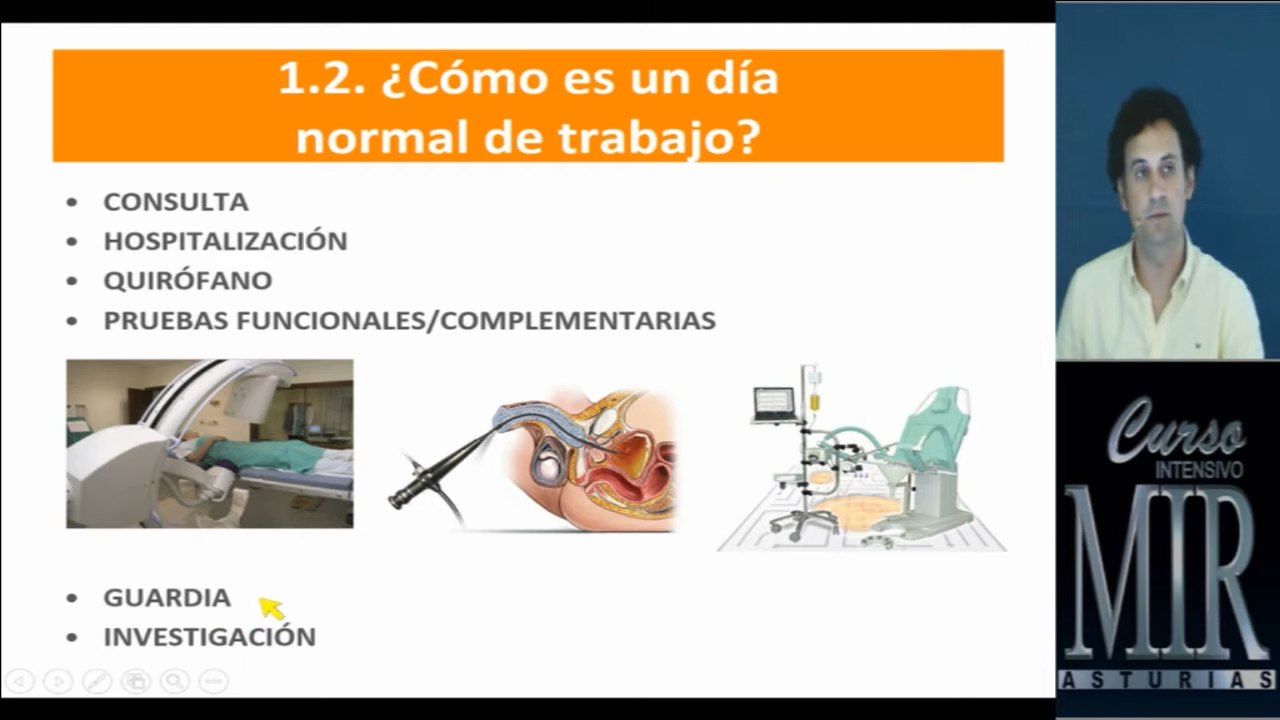 1.2. ¿Cómo es un día
normal de trabajo?
• CONSULTA
• HOSPITALIZACIÓN
• QUIRÓFANO
• PRUEBAS FUNCIONALES/COMPLEMENTARIAS
• GUARDIA
• INVESTIGACIÓN
Curso
INTENSIVO
MIR
ASTURIAS